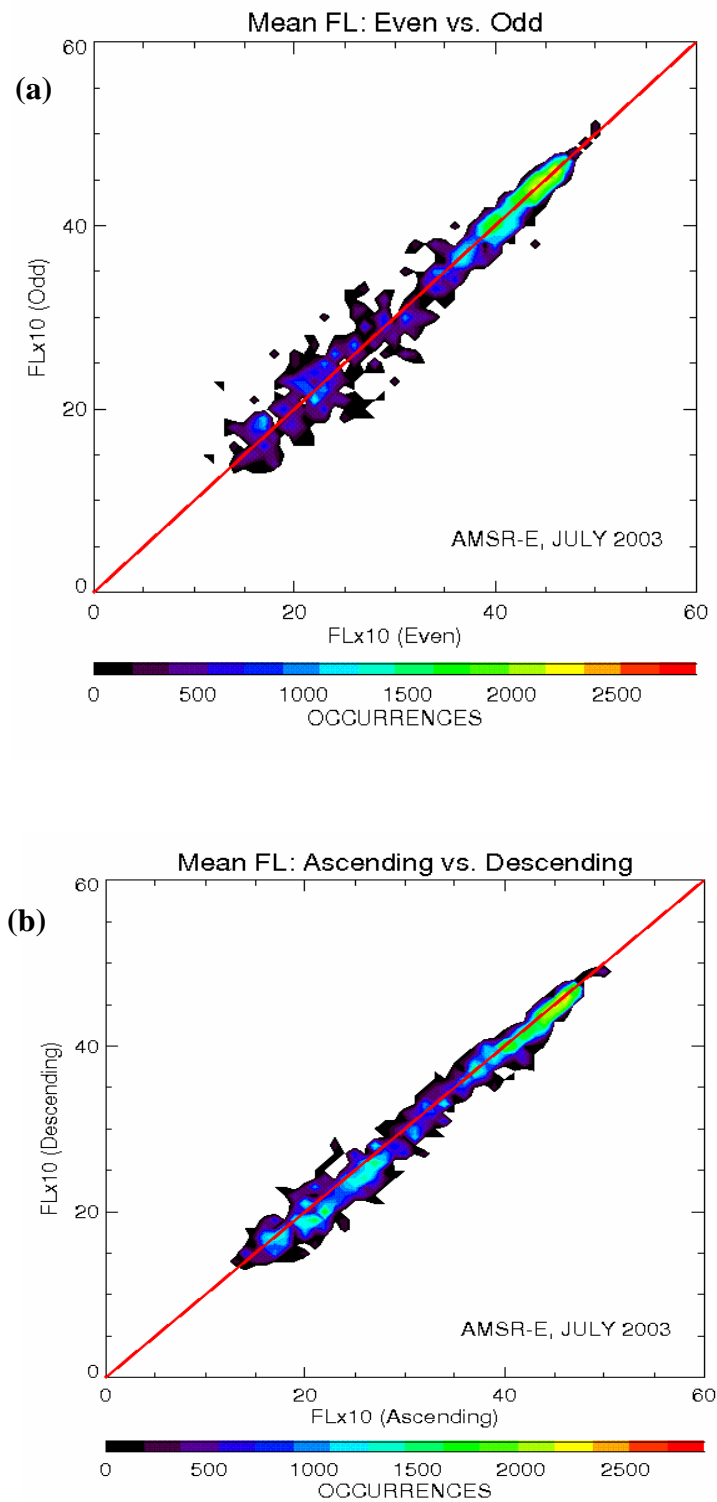 Mean FL: Even vs. Odd
(a)
60
40
20
0
FLx10 (Odd)
AMSR-E, JULY 2003
0 20 40 60
FLx10 (Even)
0 500 1000 1500 2000 2500
OCCURRENCES
Mean FL: Ascending vs. Descending
(b)
60
40
20
0
FLx10 (Descending)
AMSR-E, JULY 2003
0 20 40 60
FLx10 (Ascending)
0 500 1000 1500 2000 2500
OCCURRENCES